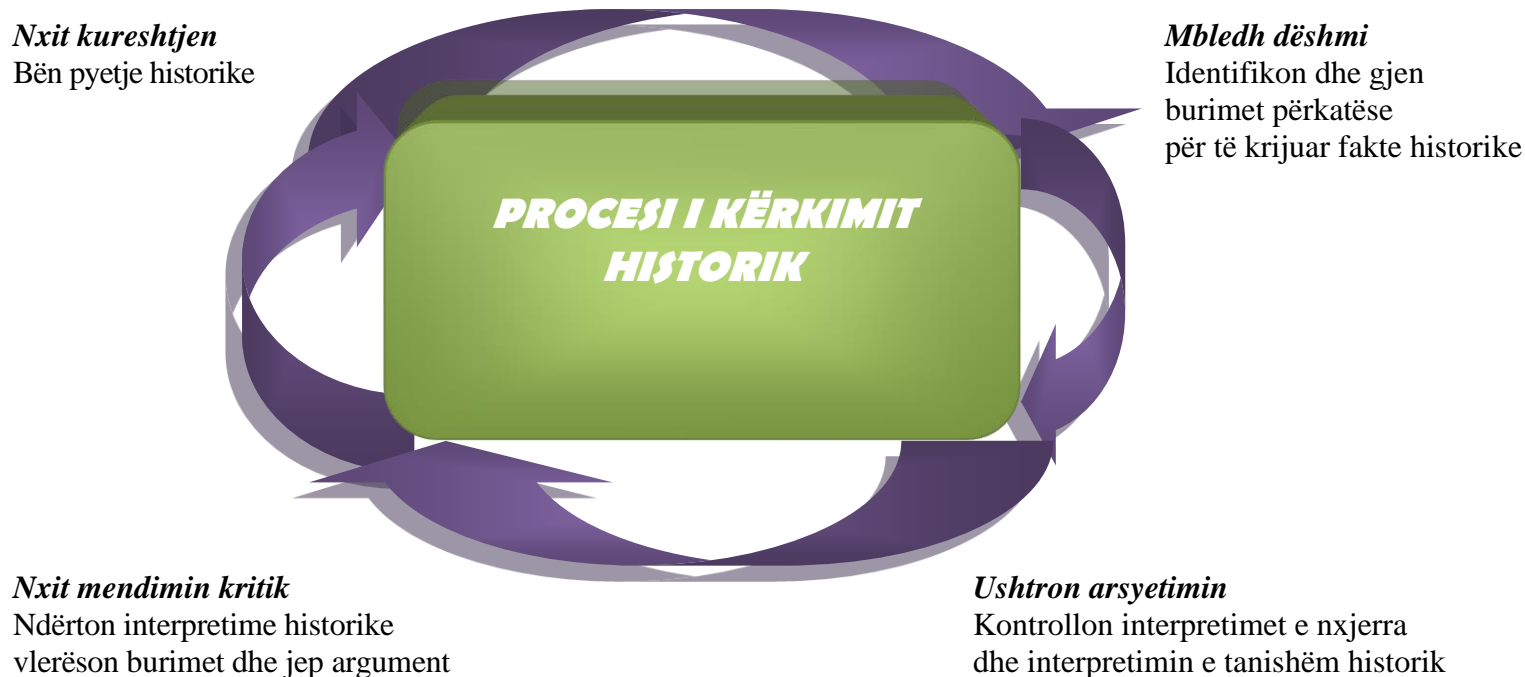 Nxit kureshtjen
Bën pyetje historike
Mbledh dëshmi
Identifikon dhe gjen
burimet përkatëse
për të krijuar fakte historike
PROCESI I KËRKIMIT
HISTORIK
Nxit mendimin kritik
Ndërton interpretime historike
vlerëson burimet dhe jep argument
Ushtron arsyetimin
Kontrollon interpretimet e nxjerra
dhe interpretimin e tanishëm historik